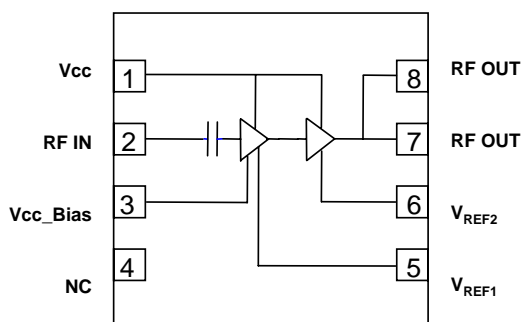 Vcc 1 8 RF OUT
RF IN 2 7 RF OUT
Vcc_Bias 3 6 VREF2
NC 4 5 VREF1